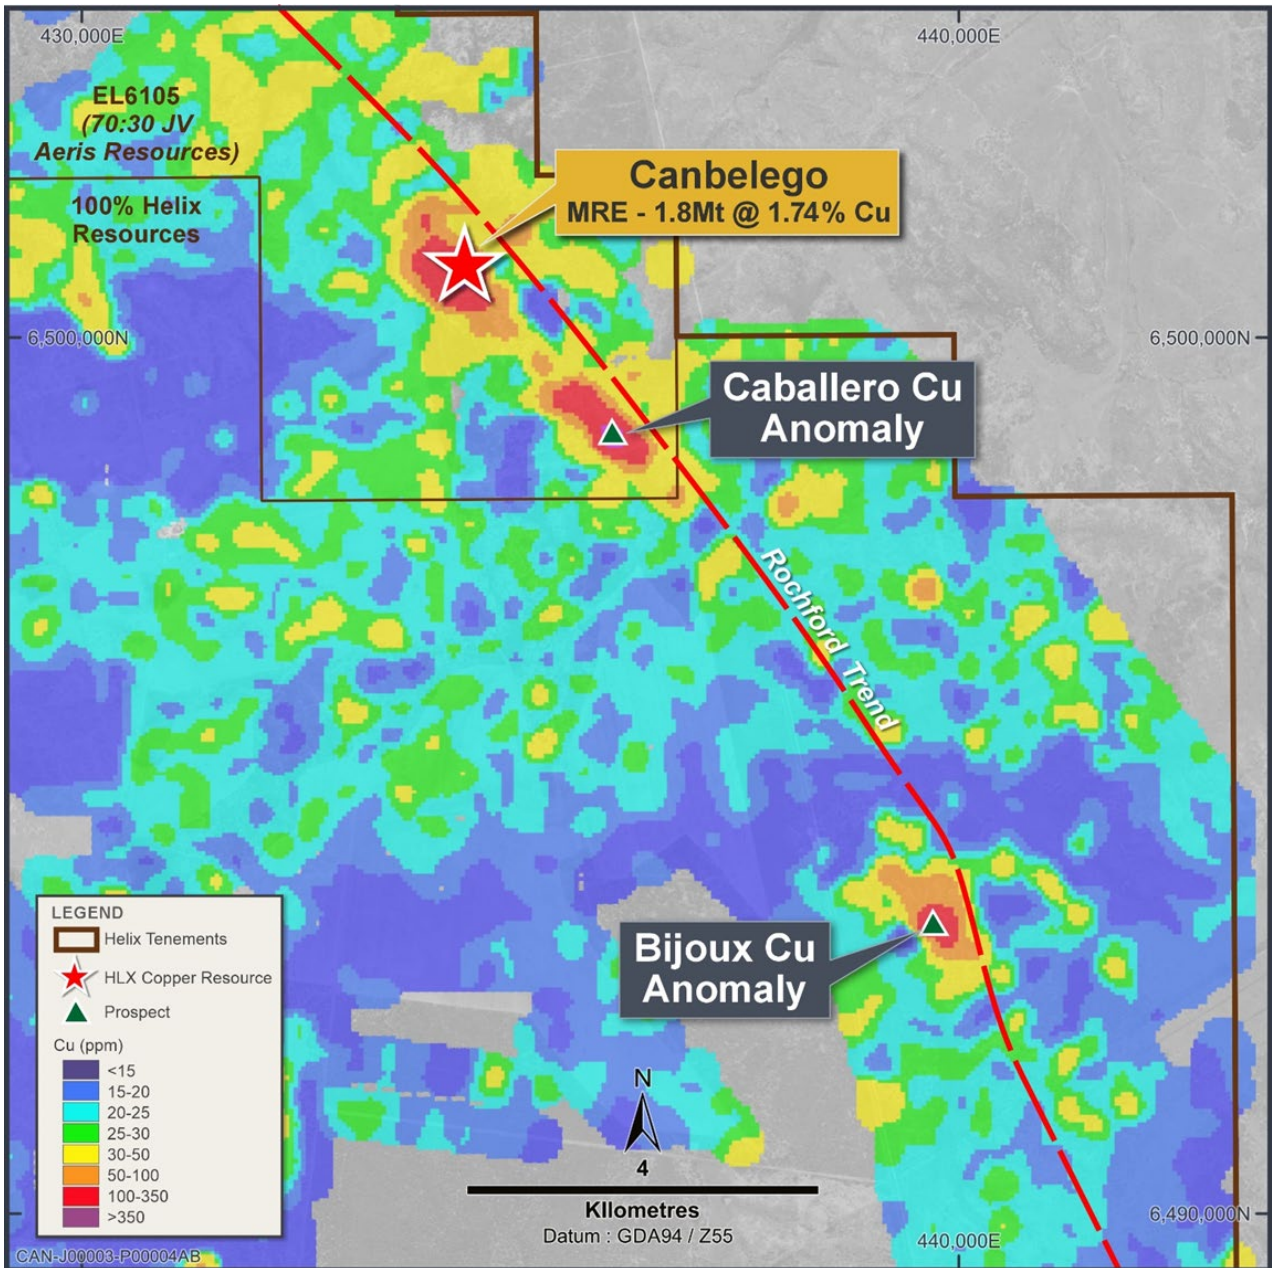 430,000E
440,000E
EL6105
(70:30 JV
Aeris Resources)
100% Helix
Resources
Canbelego
MRE - 1.8Mt @ 1.74% Cu
6,500,000N
6,500,000N
Caballero Cu
Anomaly
Rochford Trend
Bijoux Cu
Anomaly
LEGEND
Helix Tenements
HLX Copper Resource
Prospect
Cu (ppm)
<15
15-20
20-25
25-30
30-50
50-100
100-350
>350
N
4
KIlometres
Datum : GDA94 / Z55
6,490,000N
440,000E
CAN-J00003-P00004AB